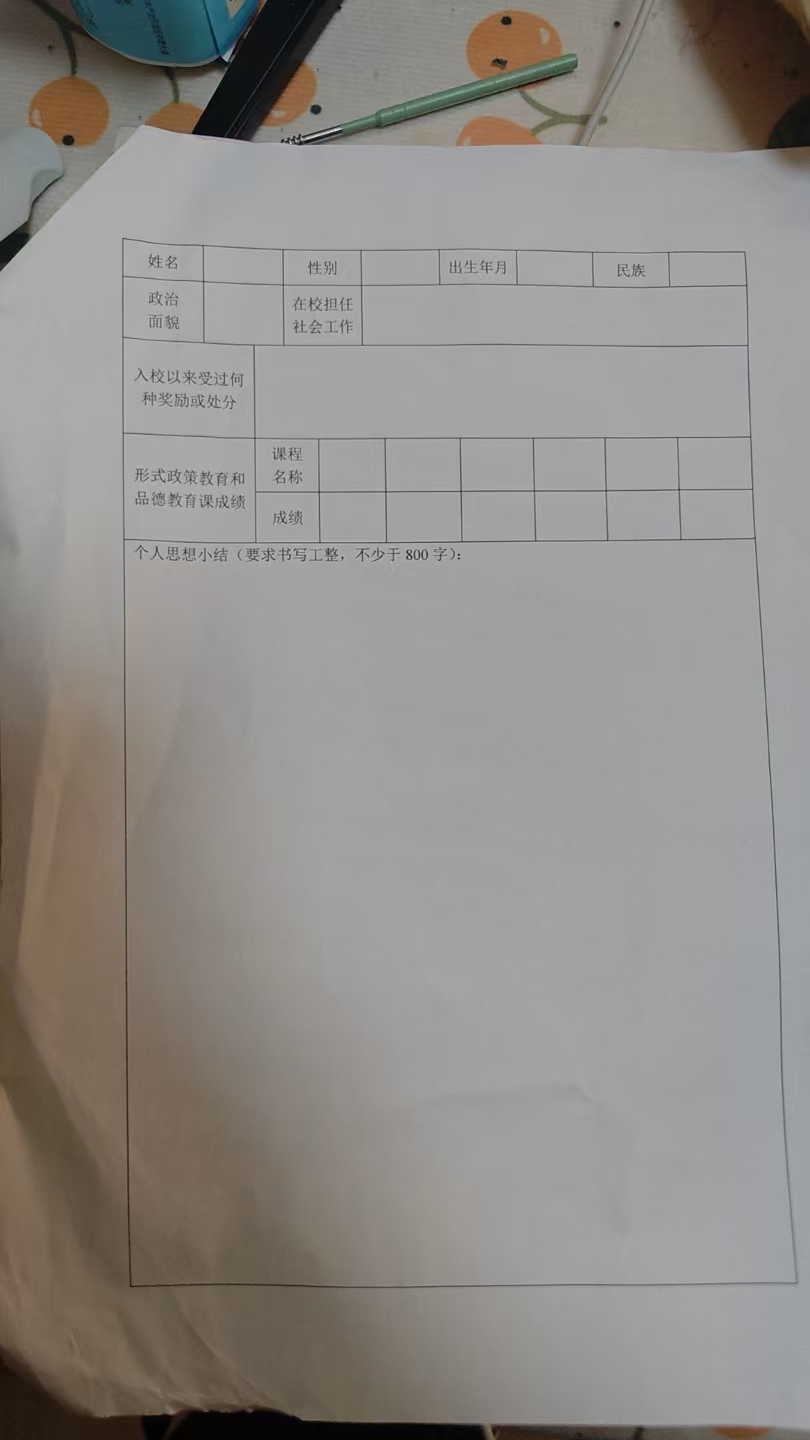 姓名 性别 出生年月 民族
政治
面貌
在校担任
社会工作
入校以来受过何
种奖励或处分
形式政策教育和
品德教育课成绩
课程
名称
成绩
个人思想小结（要求书写工整，不少于 800 字）：